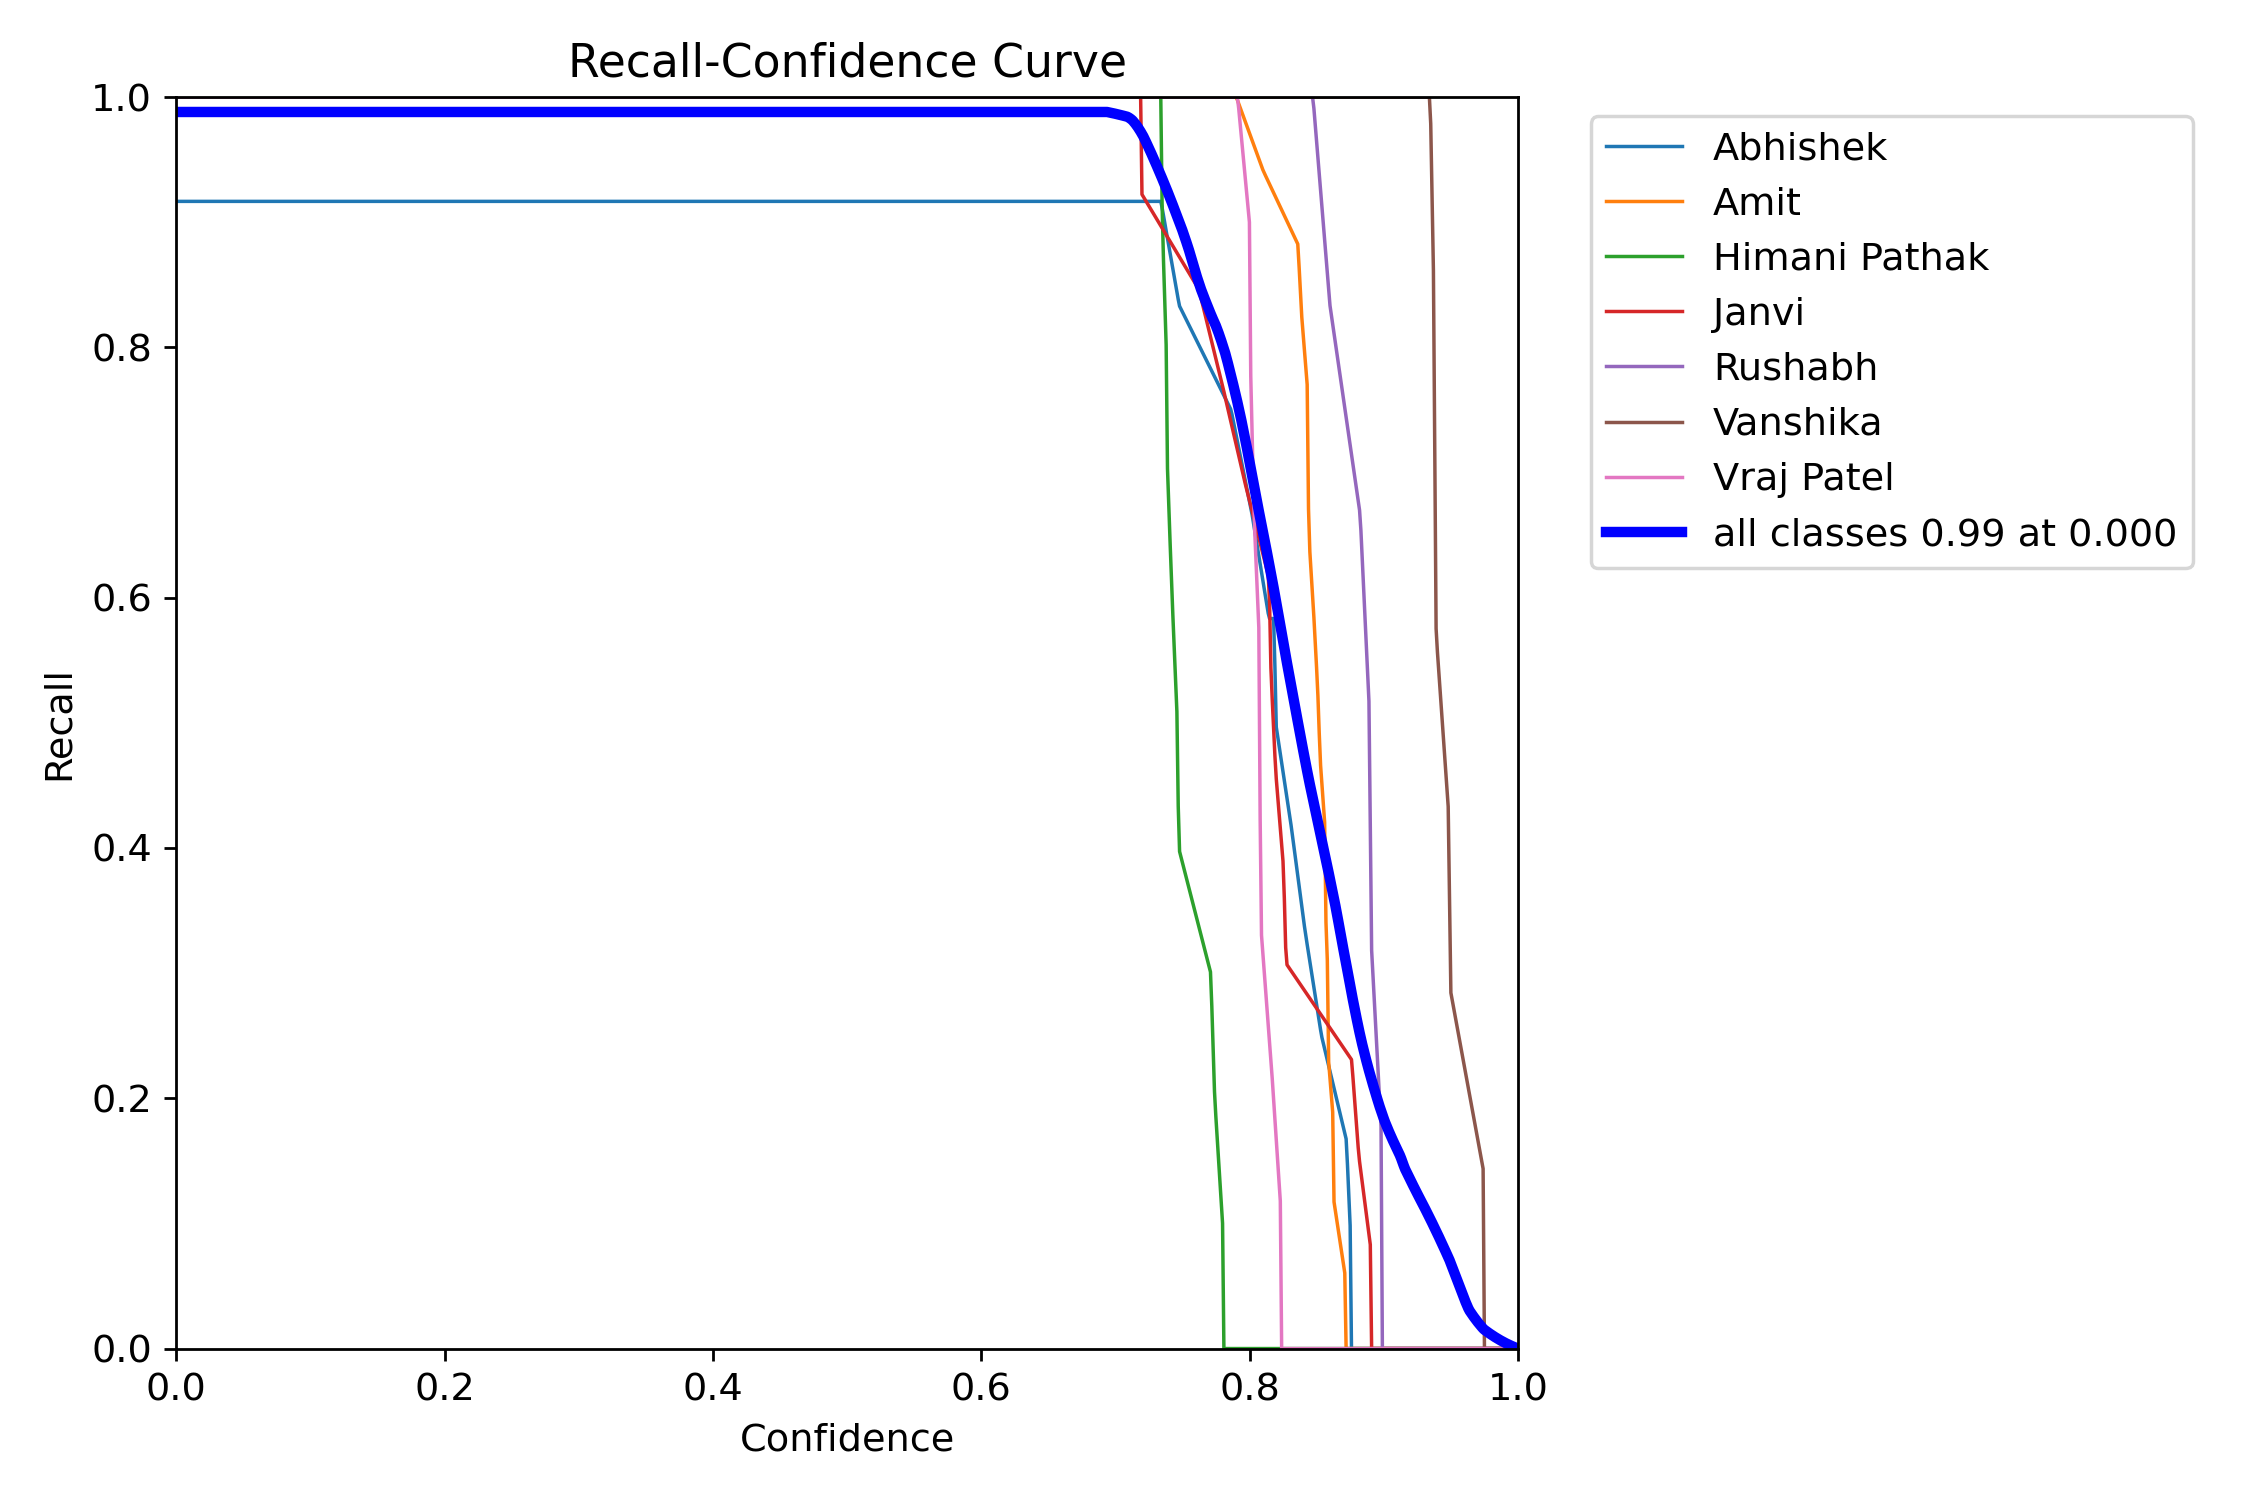 Recall-Confidence Curve
1.0
0.8
0.6
0.4
0.2
0.0
Recall
0.0 0.2 0.4 0.6 0.8 1.0
Confidence
Abhishek
Amit
Himani Pathak
Janvi
Rushabh
Vanshika
Vraj Patel
all classes 0.99 at 0.000